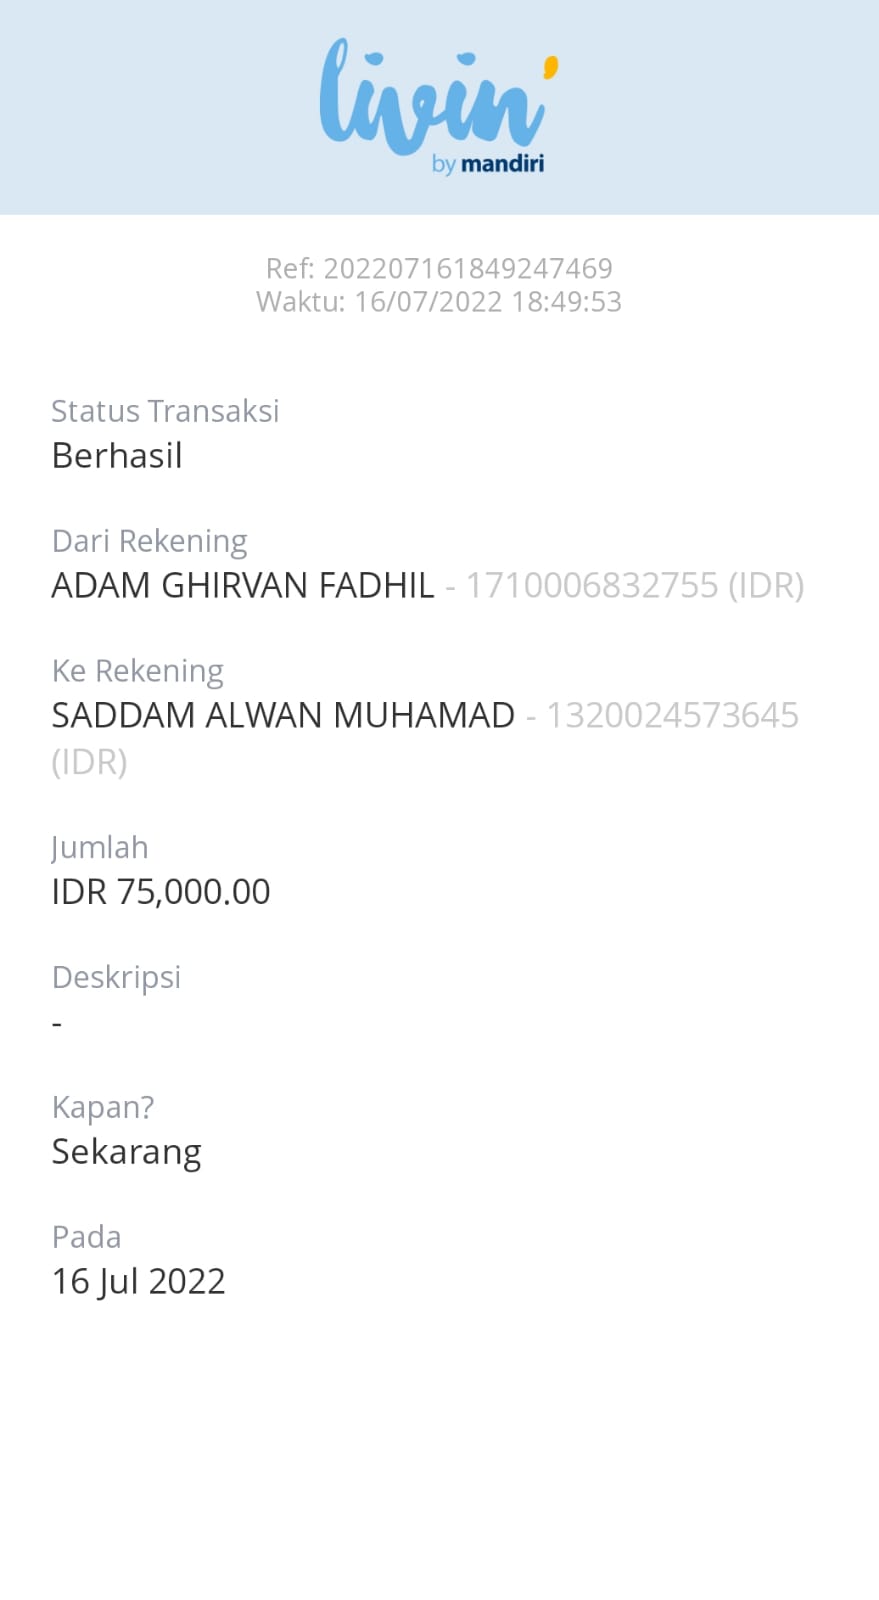 livin'
by mandiri
Ref: 202207161849247469
Waktu: 16/07/2022 18:49:53
Status Transaksi
Berhasil
Dari Rekening
ADAM GHIRVAN FADHIL - 1710006832755 (IDR)
Ke Rekening
SADDAM ALWAN MUHAMAD - 1320024573645
(IDR)
Jumlah
IDR 75,000.00
Deskripsi
-
Kapan?
Sekarang
Pada
16 Jul 2022